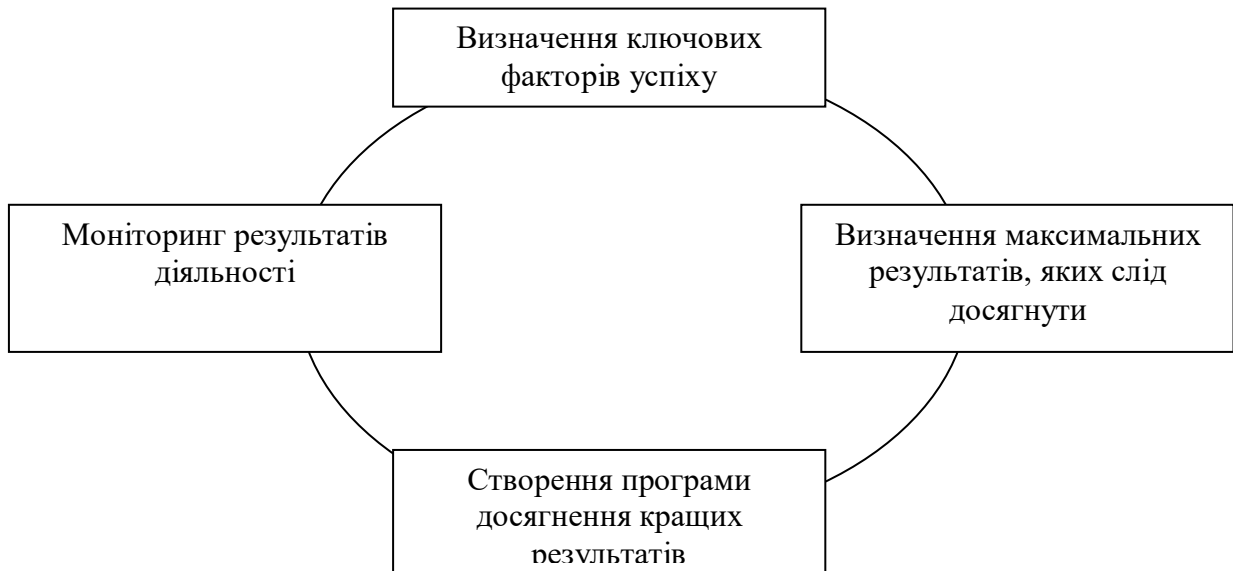 Визначення ключових
факторів успіху
Моніторинг результатів
діяльності
Визначення максимальних
результатів, яких слід
досягнути
Створення програми
досягнення кращих
результатів